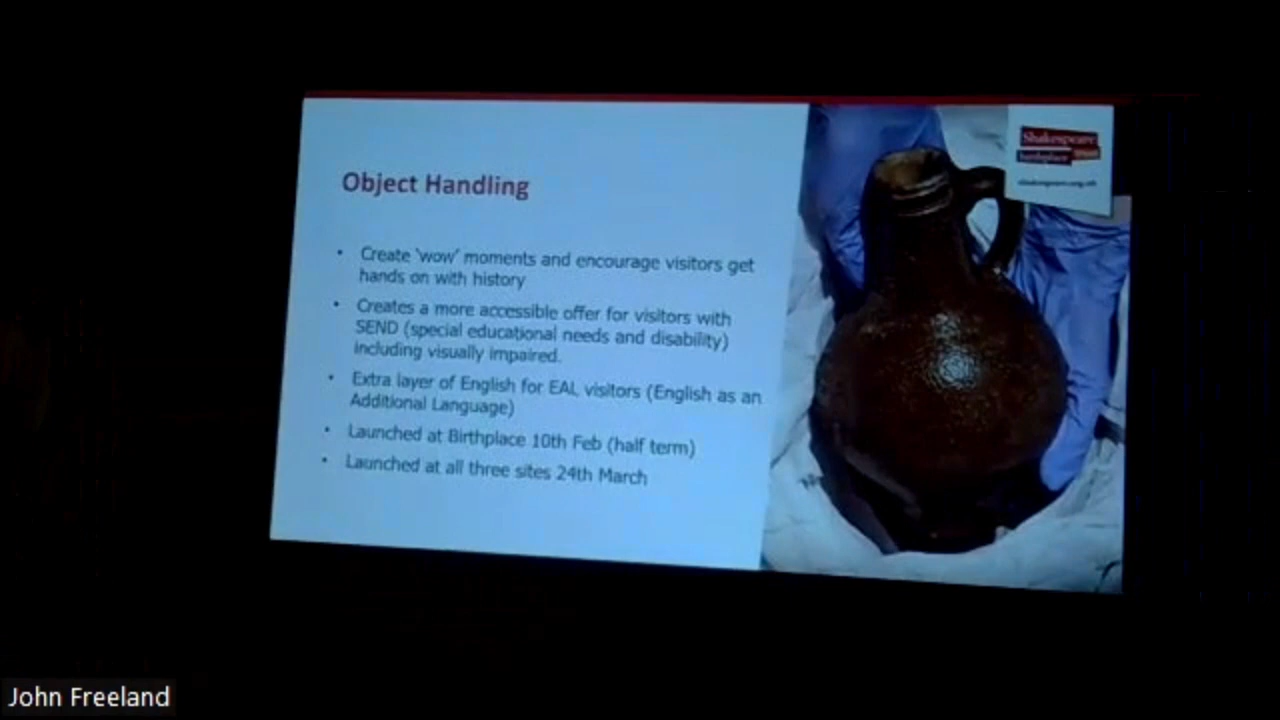 Object Handling
• Create 'wow' moments and encourage visitors get
hands on with history
• Creates a more accessible offer for visitors with
SEND (special educational needs and disability)
including visually impaired.
• Extra layer of English for EAL visitors (English as an
Additional Language)
• Launched at Birthplace 10th Feb (half term)
• Launched at all three sites 24th March
Shakespeare
Birthplace
shakespeare.org.uk
John Freeland